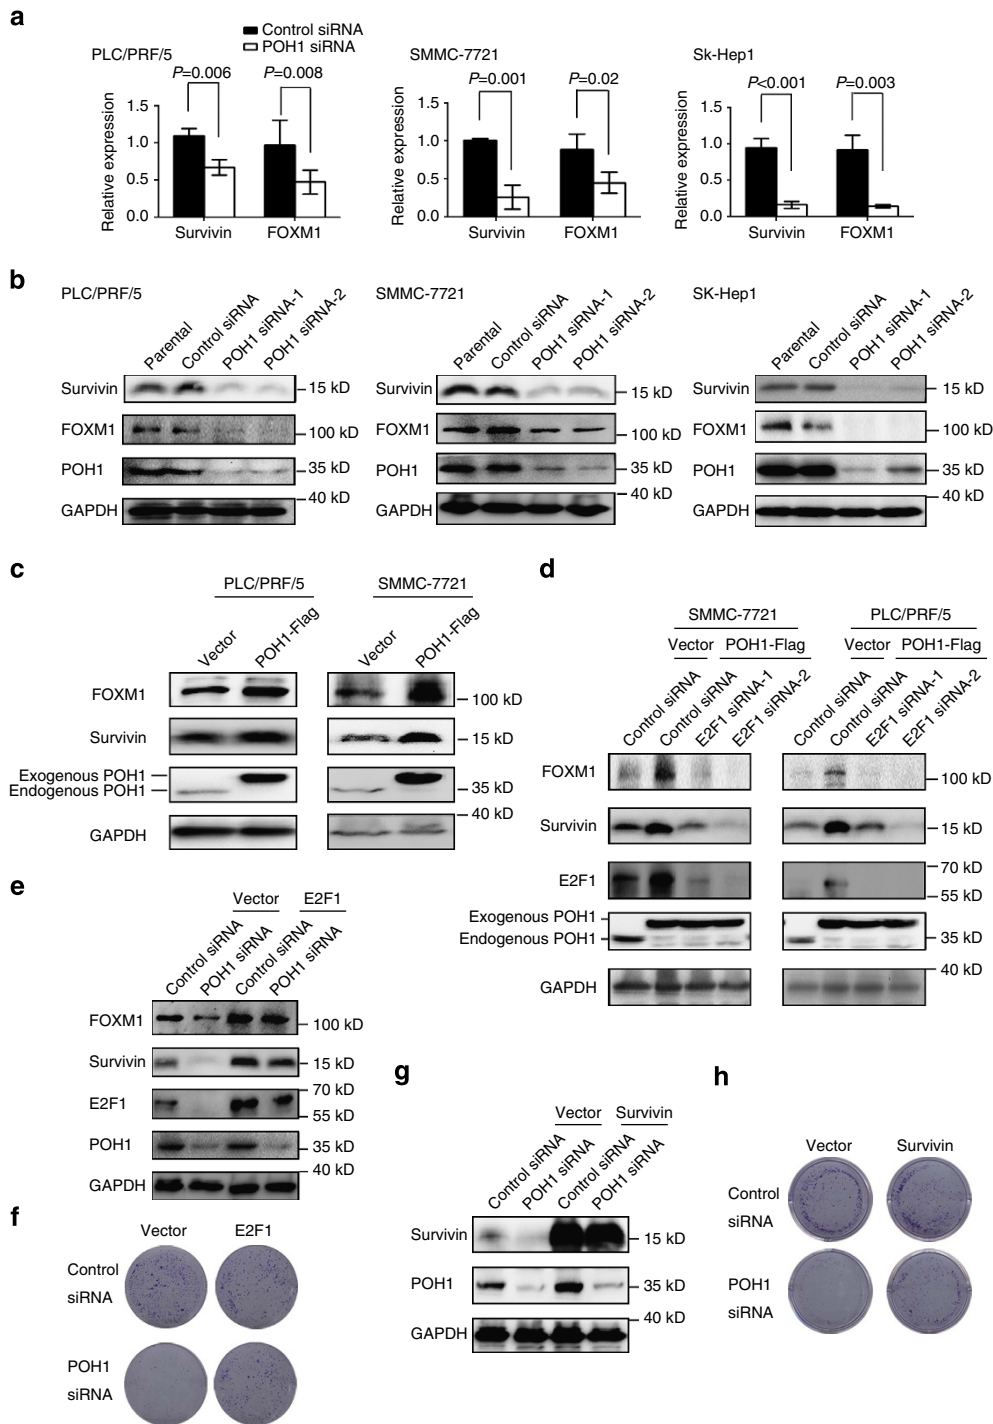 a
Control siRNA
POH1 siRNA
PLC/PRF/5
SMMC-7721
Sk-Hep1
P=0.006
P=0.008
P=0.001
P=0.02
P<0.001
P=0.003
Relative expression
1.5
1.0
0.5
0.0
Survivin
FOXM1
Relative expression
1.5
1.0
0.5
0.0
Survivin
FOXM1
Relative expression
1.5
1.0
0.5
0.0
Survivin
FOXM1
b
PLC/PRF/5
Parental
Control siRNA
POH1 siRNA-1
POH1 siRNA-2
Survivin
15 kD
FOXM1
100 kD
POH1
35 kD
40 kD
GAPDH
SMMC-7721
Parental
Control siRNA
POH1 siRNA-1
POH1 siRNA-2
Survivin
15 kD
FOXM1
100 kD
POH1
35 kD
40 kD
GAPDH
SK-Hep1
Parental
Control siRNA
POH1 siRNA-1
POH1 siRNA-2
Survivin
15 kD
FOXM1
100 kD
POH1
35 kD
40 kD
GAPDH
c
PLC/PRF/5
SMMC-7721
Vector
POH1-Flag
Vector
POH1-Flag
FOXM1
100 kD
Survivin
15 kD
Exogenous POH1
Endogenous POH1
35 kD
40 kD
GAPDH
d
SMMC-7721
PLC/PRF/5
Vector
POH1-Flag
Vector
POH1-Flag
Control siRNA
Control siRNA
E2F1 siRNA-1
E2F1 siRNA-2
Control siRNA
Control siRNA
E2F1 siRNA-1
E2F1 siRNA-2
FOXM1
100 kD
Survivin
15 kD
E2F1
70 kD
55 kD
Exogenous POH1
Endogenous POH1
35 kD
40 kD
GAPDH
e
Vector
E2F1
Control siRNA
POH1 siRNA
Control siRNA
POH1 siRNA
FOXM1
100 kD
Survivin
15 kD
E2F1
70 kD
55 kD
POH1
35 kD
40 kD
GAPDH
f
Vector
E2F1
Control
siRNA
POH1
siRNA
g
Vector
Survivin
Control siRNA
POH1 siRNA
Control siRNA
POH1 siRNA
Survivin
15 kD
POH1
35 kD
40 kD
GAPDH
h
Vector
Survivin
Control
siRNA
POH1
siRNA